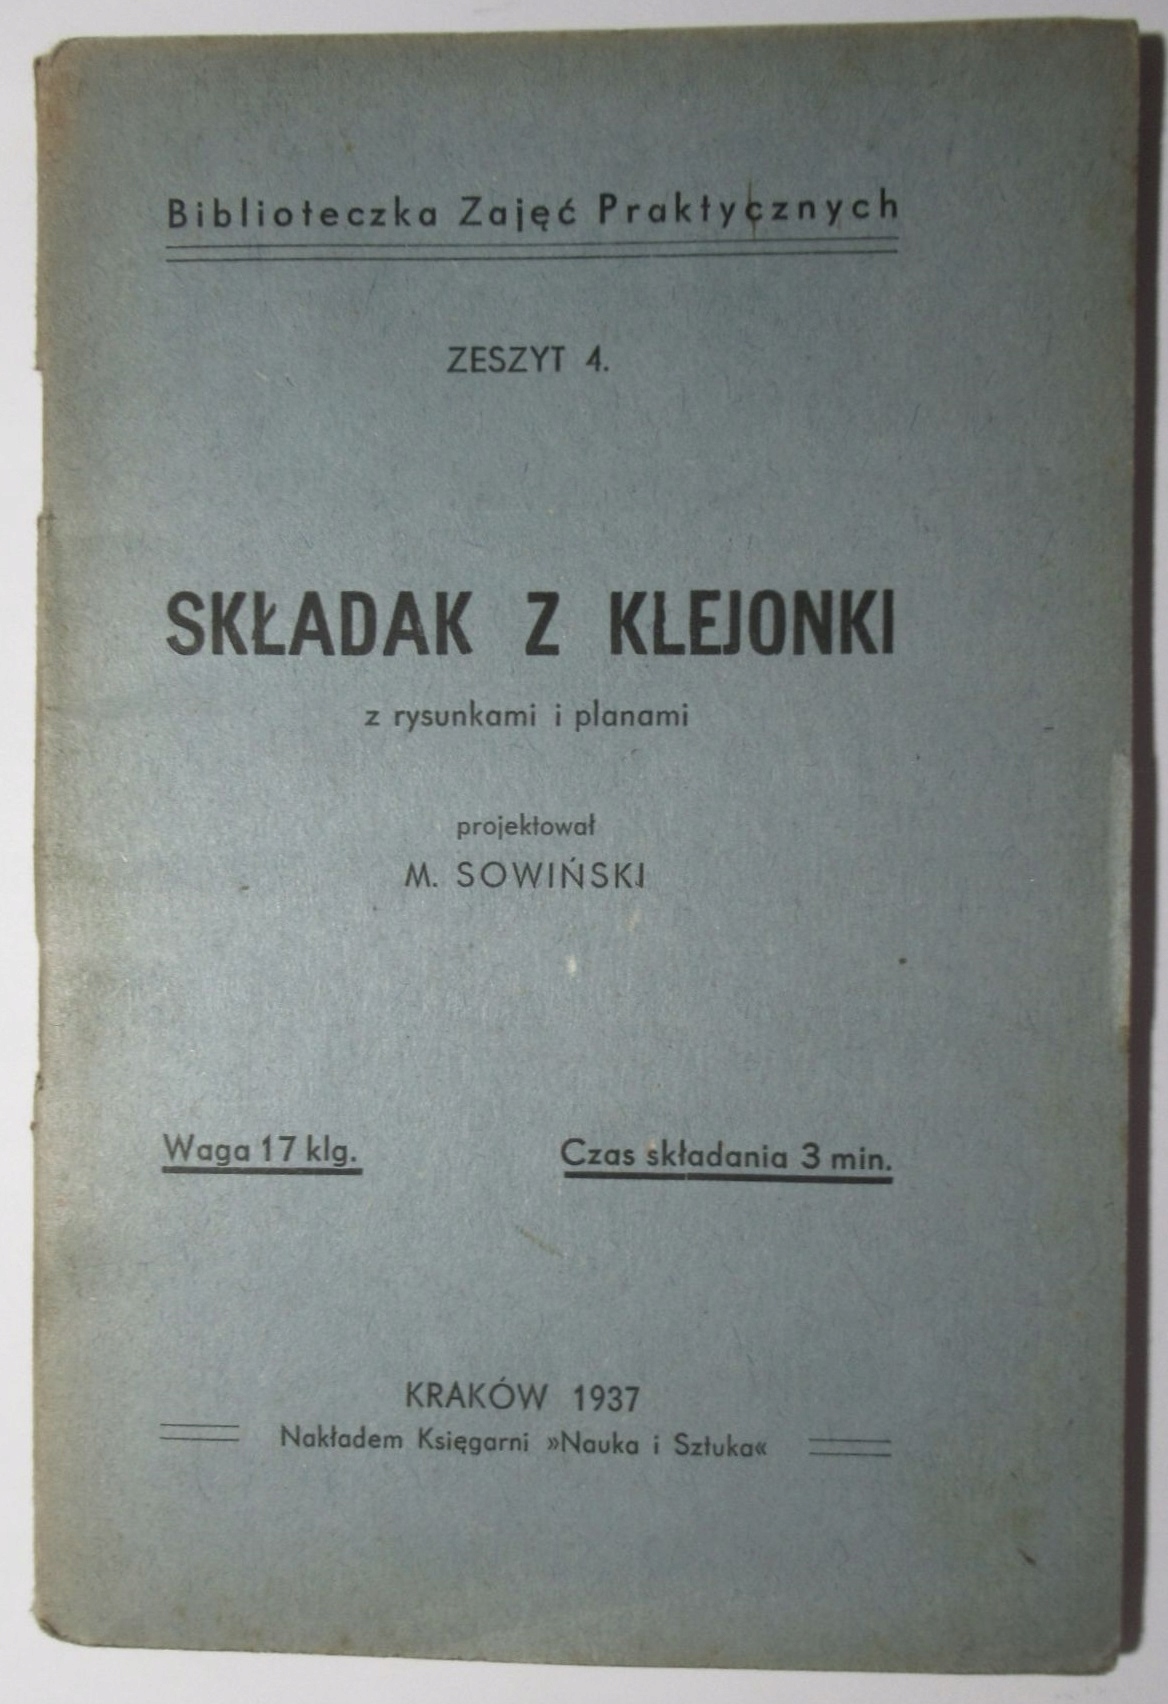 Biblioteczka Zajęć Praktycznych
ZESZYT 4.
SKŁADAK Z KLEJONKI
z rysunkami i planami
projektował
M. SOWIŃSKI
Waga 17 klg. Czas składania 3 min.
KRAKÓW 1937
Nakładem Księgarni »Nauka i Sztuka«